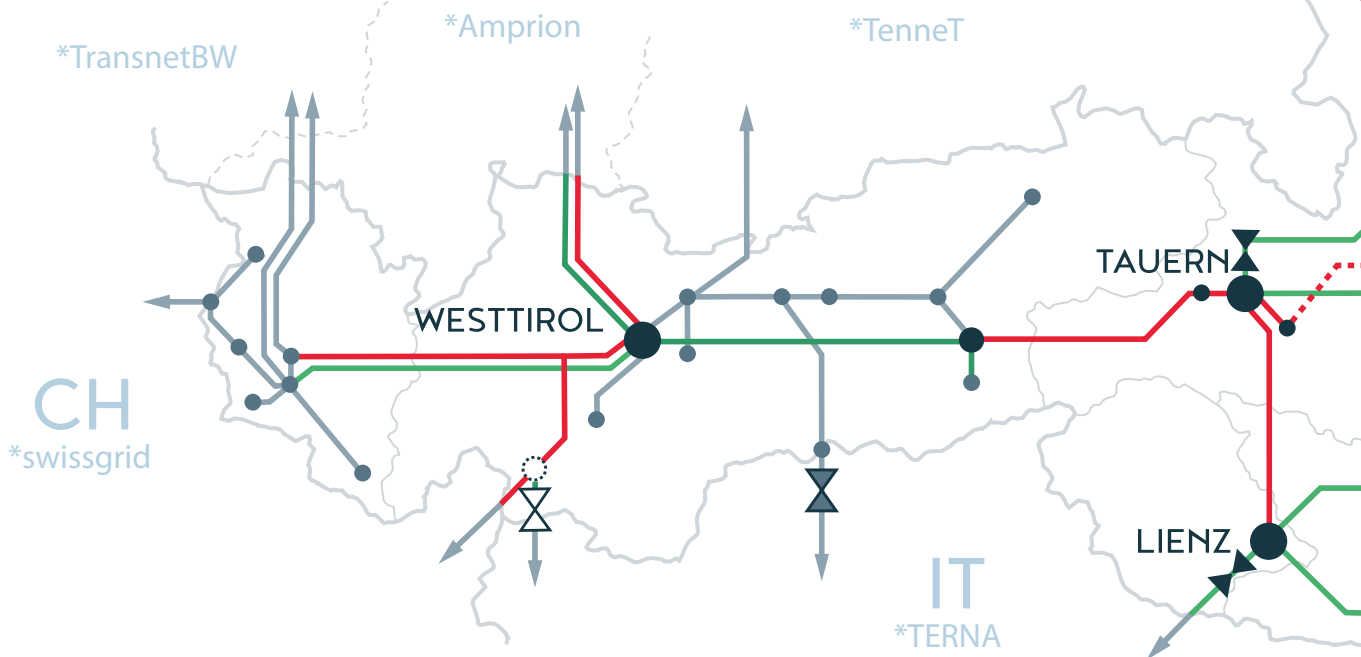 *Amprion
*TenneT
*TransnetBW
TAUERN
WESTTIROL
CH
*swissgrid
LIENZ
IT
*TERNA